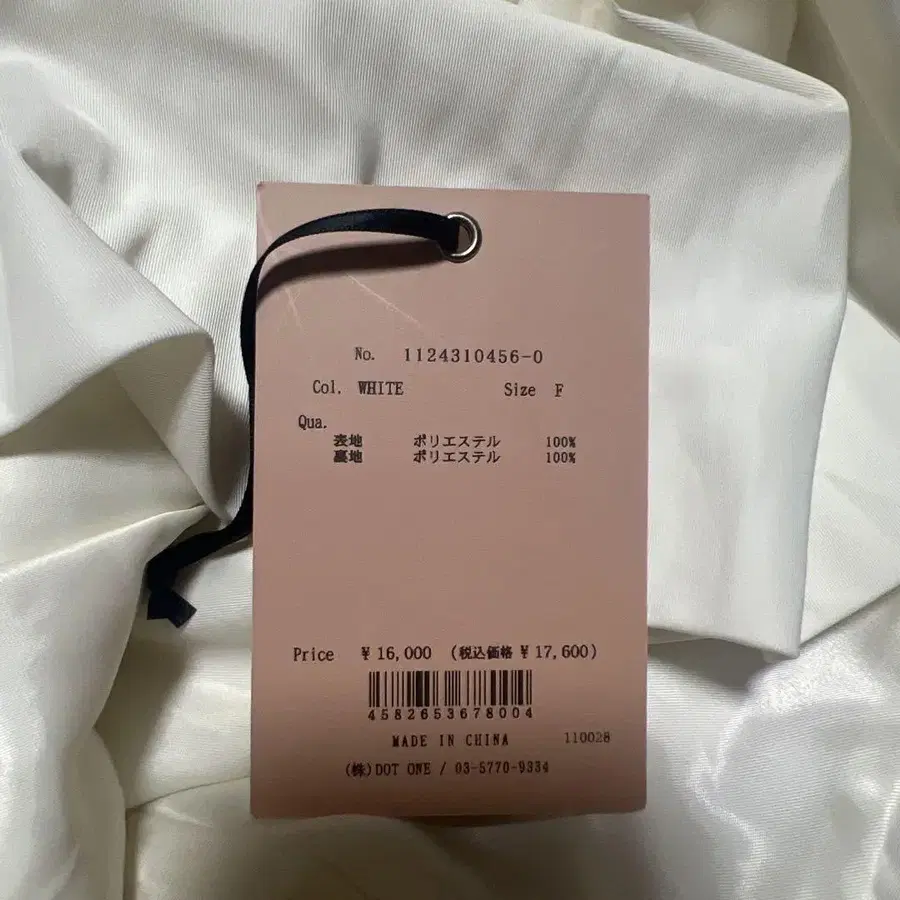 No. 1124310456-0
Col. WHITE Size F
Qua.
表地 ポリエステル 100%
裏地 ポリエステル 100%
Price ¥16,000 (税込価格 ¥17,600)
4582653678004
MADE IN CHINA 110028
(株)DOT ONE / 03-5770-9334